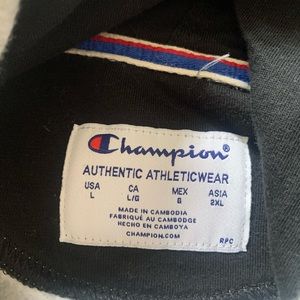 Champion®
AUTHENTIC ATHLETICWEAR
USA CA MEX ASIA
L L/G G 2XL
MADE IN CAMBODIA
FABRIQUÉ AU CAMBODGE
HECHO EN CAMBOYA
CHAMPION.COM RPC